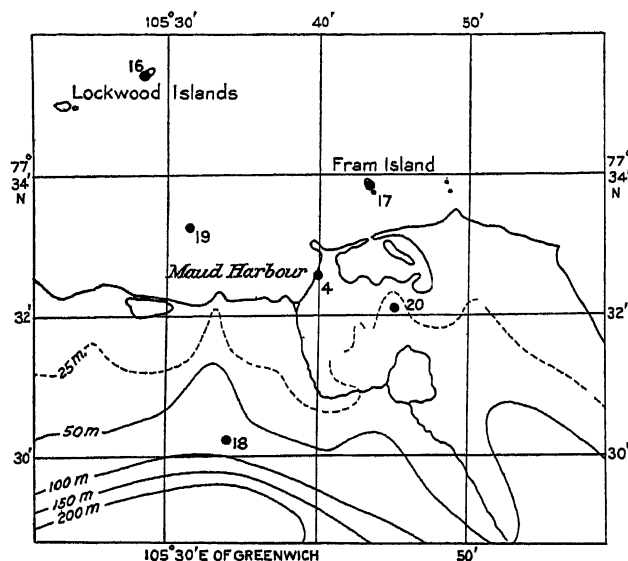 105°30' 40' 50'
16
Lockwood Islands
77°
34'
N
Fram Island
77°
34'
N
17
19
Maud Harbour
4
20
32'
32'
25 m.
50 m
18
30'
30'
100 m
150 m
200 m
105°30' E OF GREENWICH 50'